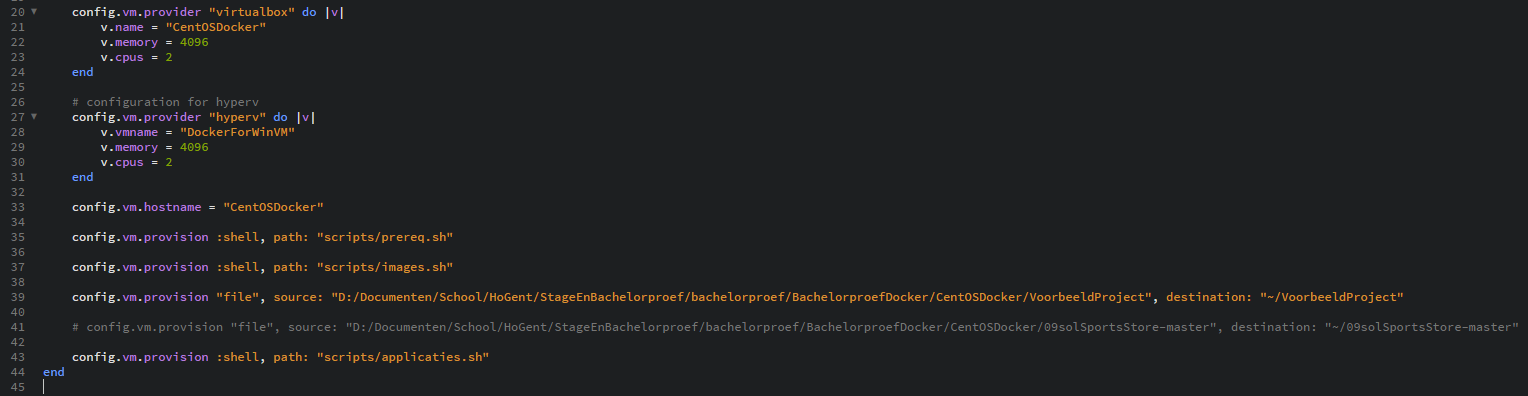 20 config.vm.provider "virtualbox" do |v|
21 v.name = "CentOSDocker"
22 v.memory = 4096
23 v.cpus = 2
24 end
25
26 # configuration for hyperv
27 config.vm.provider "hyperv" do |v|
28 v.vmname = "DockerForWinVM"
29 v.memory = 4096
30 v.cpus = 2
31 end
32
33 config.vm.hostname = "CentOSDocker"
34
35 config.vm.provision :shell, path: "scripts/prereq.sh"
36
37 config.vm.provision :shell, path: "scripts/images.sh"
38
39 config.vm.provision "file", source: "D:/Documenten/School/HoGent/StageEnBachelorproef/bachelorproef/BachelorproefDocker/CentOSDocker/VoorbeeldProject", destination: "~/VoorbeeldProject"
40
41 # config.vm.provision "file", source: "D:/Documenten/School/HoGent/StageEnBachelorproef/bachelorproef/BachelorproefDocker/CentOSDocker/09solSportsStore-master", destination: "~/09solSportsStore-master"
42
43 config.vm.provision :shell, path: "scripts/applicaties.sh"
44 end
45